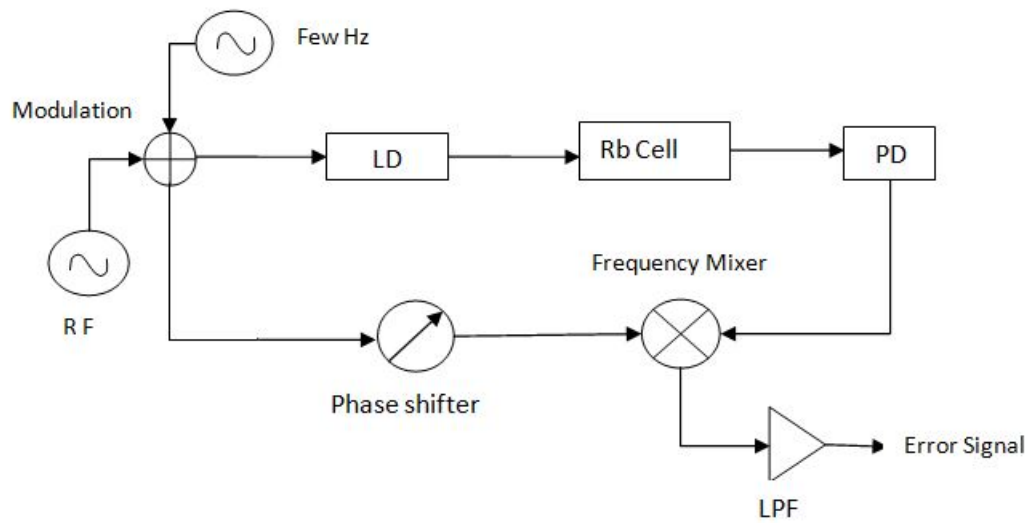 Few Hz
Modulation
LD
Rb Cell
PD
R F
Frequency Mixer
Phase shifter
Error Signal
LPF